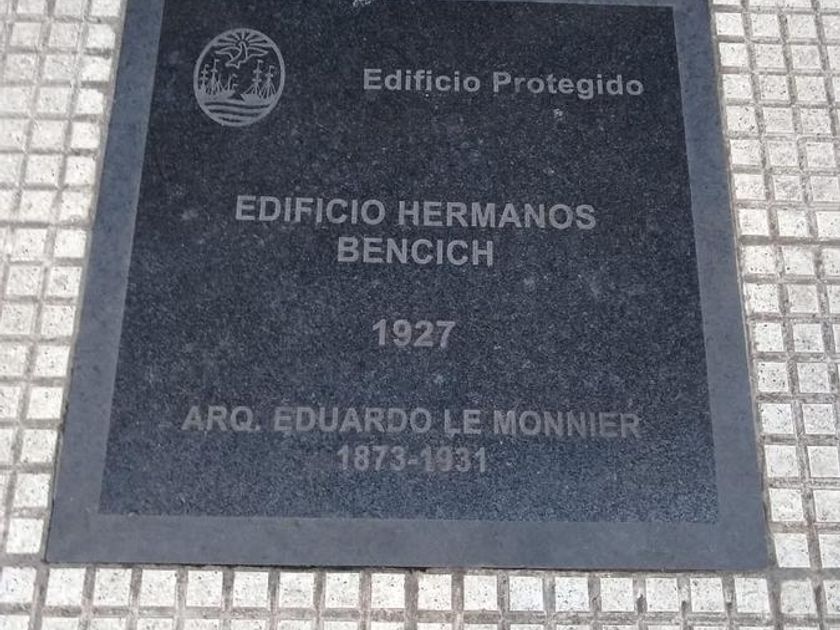 Edificio Protegido
EDIFICIO HERMANOS
BENCICH
1927
ARQ. EDUARDO LE MONNIER
1873-1931